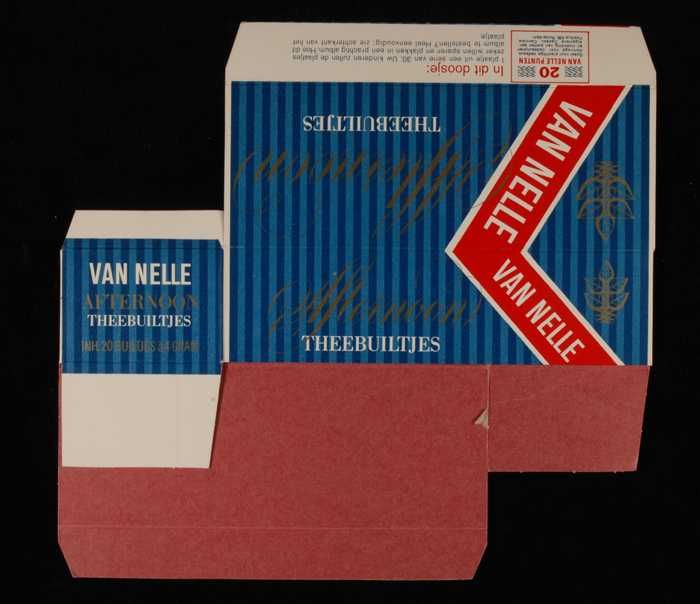 In dit doosje:
1 plaatje uit een serie van 30. Uw kinderen zullen de plaatjes
zeker willen sparen en plakken in een prachtig album. Hoe dit
album te bestellen? Heel eenvoudig: zie achterkant van het
plaatje.
20
VAN NELLE PUNTEN
THEEBUILTJES
Afternoon
VAN NELLE
Afternoon
THEEBUILTJES
VAN NELLE
VAN NELLE
AFTERNOON
THEEBUILTJES
INH. 20 BUILTJES à 4 GRAM